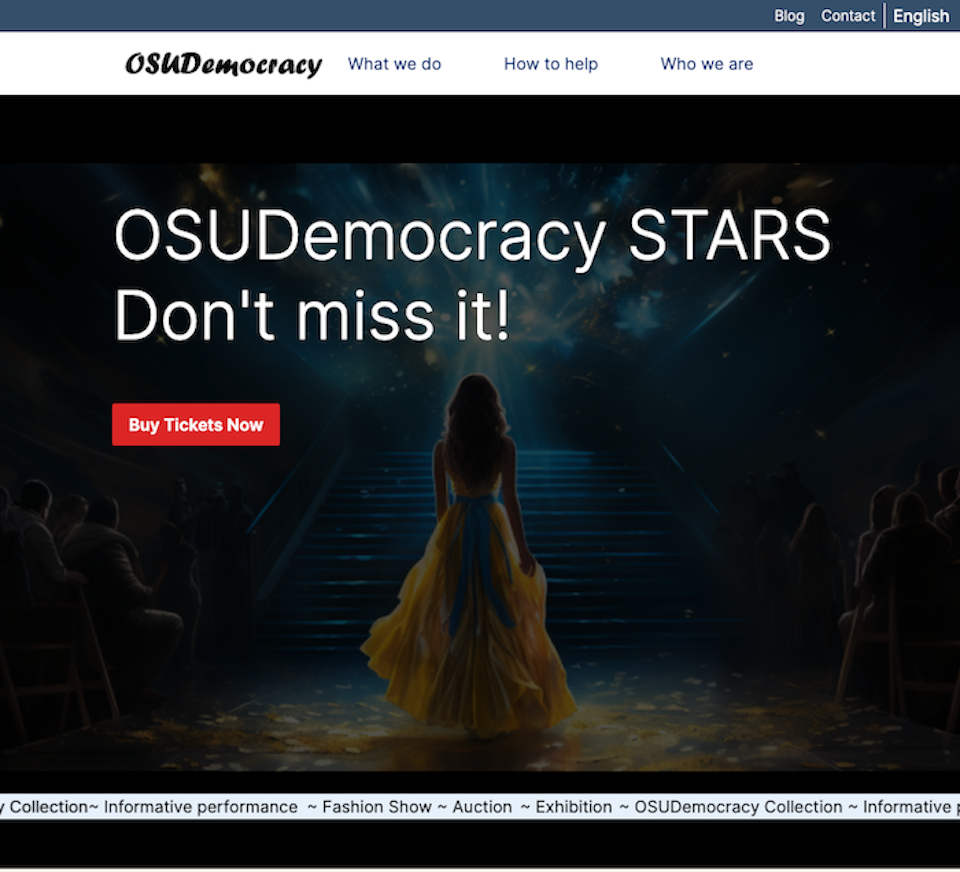 Blog Contact English
OSUDemocracy What we do How to help Who we are
OSUDemocracy STARS
Don't miss it!
Buy Tickets Now
Collection~ Informative performance ~ Fashion Show ~ Auction ~ Exhibition ~ OSUDemocracy Collection ~ Informative